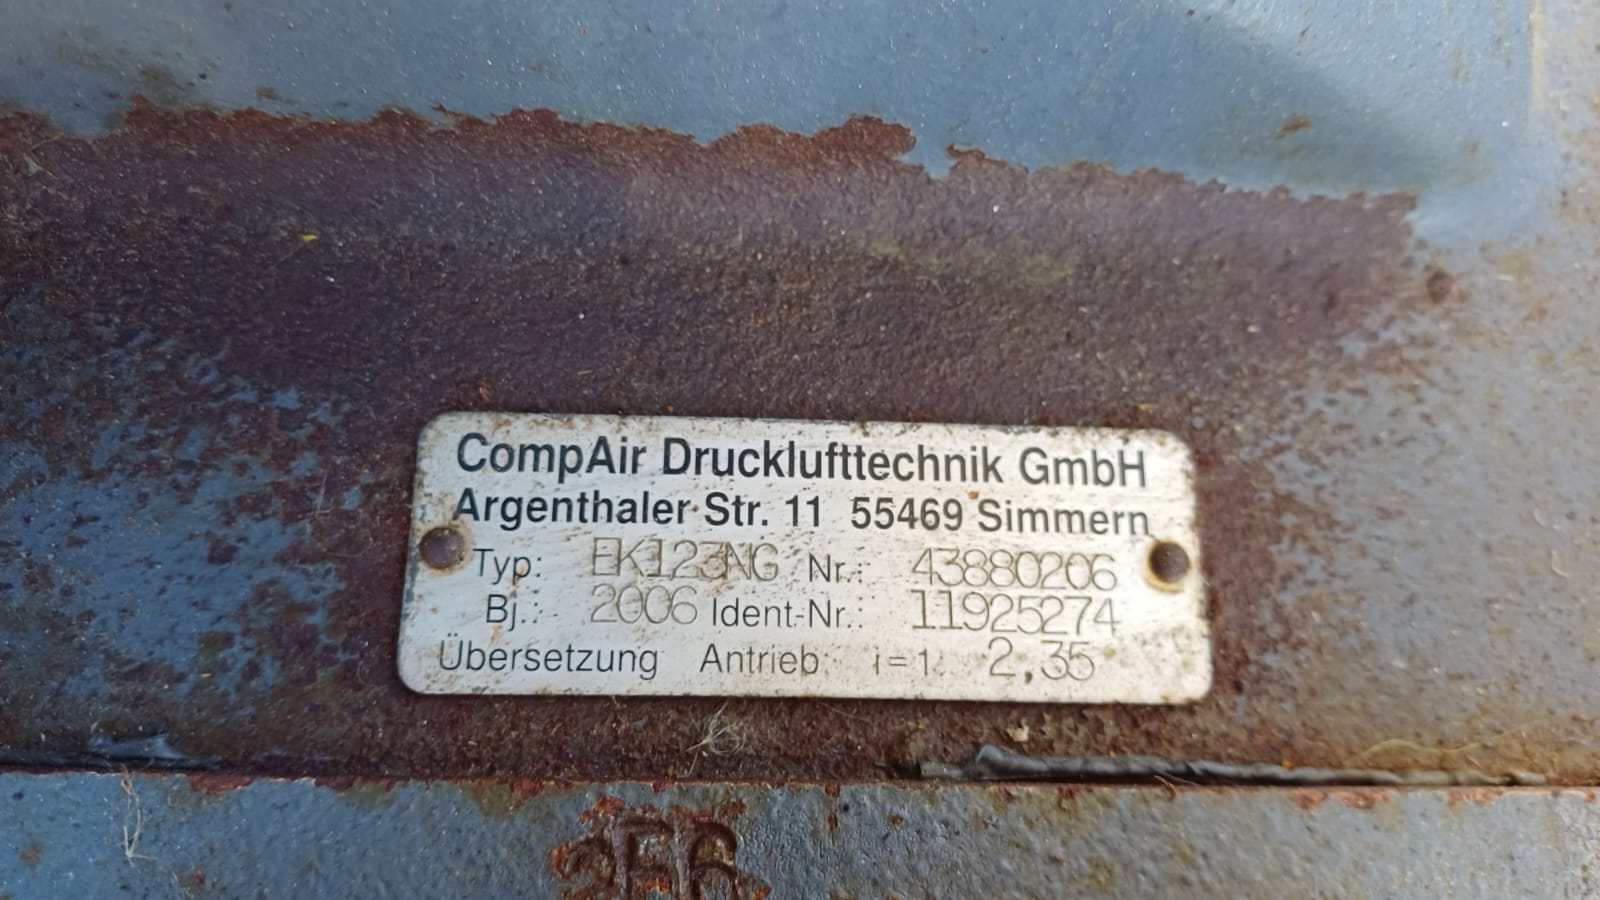 CompAir Drucklufttechnik GmbH
Argenthaler Str. 11 55469 Simmern
Typ: EK123NG Nr.: 43880206
Bj.: 2006 Ident-Nr.: 11925274
Übersetzung Antrieb: i=1: 2,35